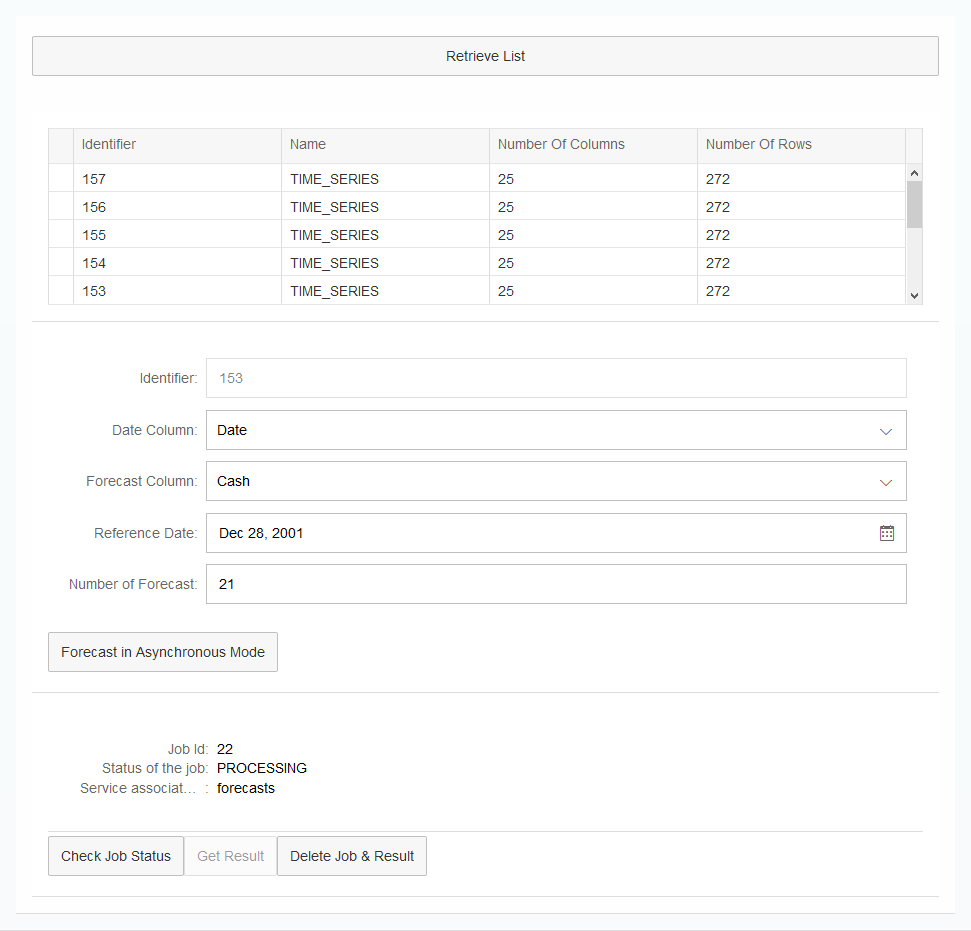 Retrieve List
Identifier Name Number Of Columns Number Of Rows
157 TIME_SERIES 25 272
156 TIME_SERIES 25 272
155 TIME_SERIES 25 272
154 TIME_SERIES 25 272
153 TIME_SERIES 25 272
Identifier: 153
Date Column: Date
Forecast Column: Cash
Reference Date: Dec 28, 2001
Number of Forecast: 21
Forecast in Asynchronous Mode
Job Id: 22
Status of the job: PROCESSING
Service associat... : forecasts
Check Job Status Get Result Delete Job & Result